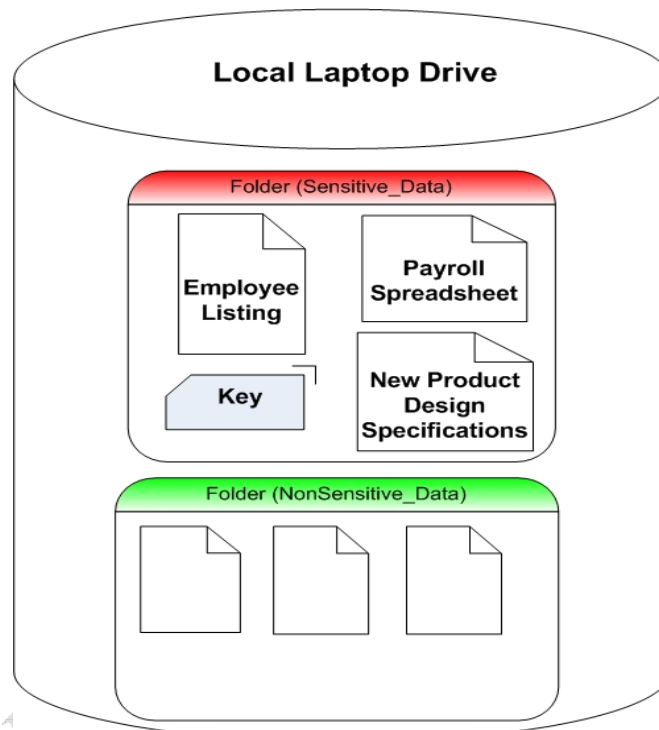 Local Laptop Drive
Folder (Sensitive_Data)
Employee
Listing
Payroll
Spreadsheet
Key
New Product
Design
Specifications
Folder (NonSensitive_Data)